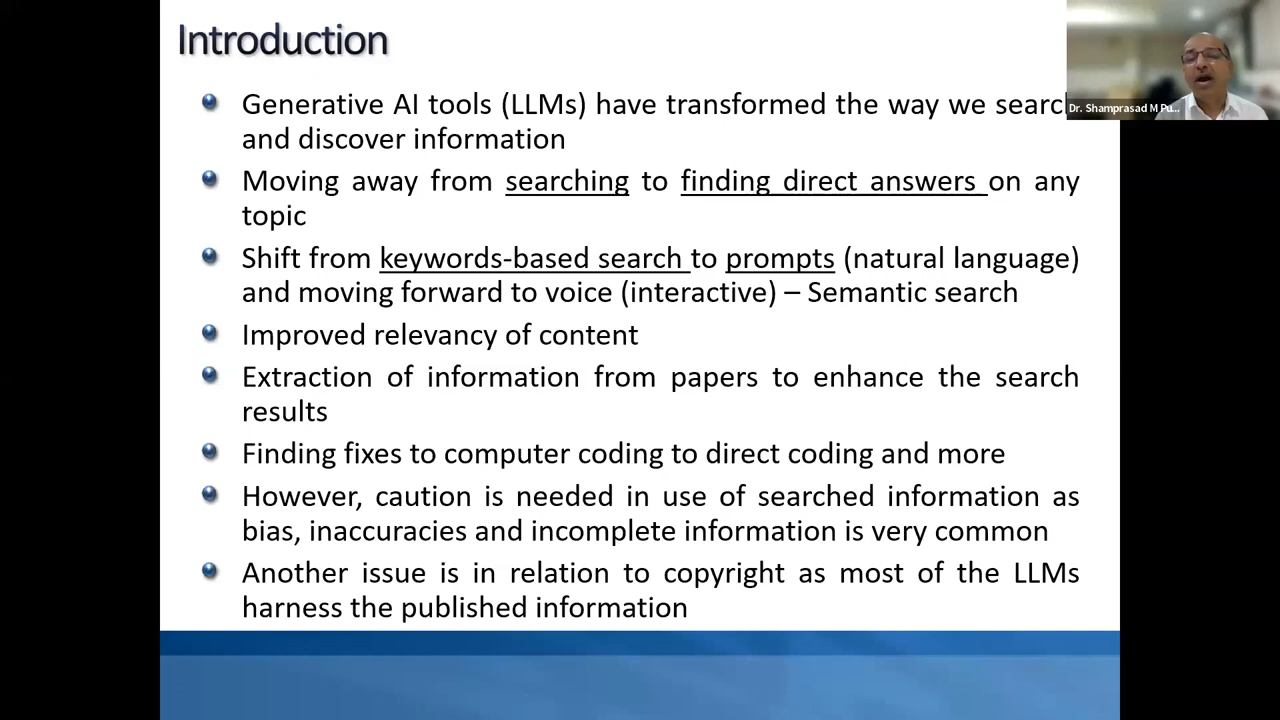 Introduction
Generative AI tools (LLMs) have transformed the way we search
and discover information
Moving away from searching to finding direct answers on any
topic
Shift from keywords-based search to prompts (natural language)
and moving forward to voice (interactive) – Semantic search
Improved relevancy of content
Extraction of information from papers to enhance the search
results
Finding fixes to computer coding to direct coding and more
However, caution is needed in use of searched information as
bias, inaccuracies and incomplete information is very common
Another issue is in relation to copyright as most of the LLMs
harness the published information
Dr. Shamprasad M Pu...